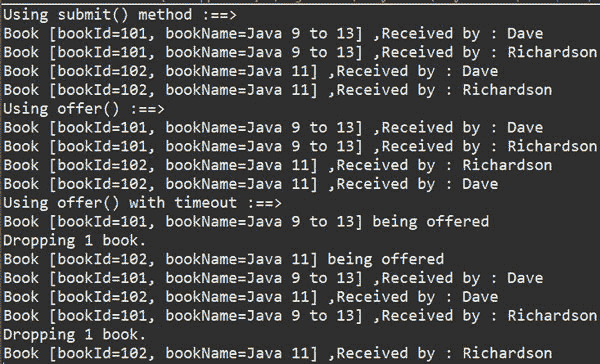 Using submit() method :==>
Book [bookId=101, bookName=Java 9 to 13] ,Received by : Dave
Book [bookId=101, bookName=Java 9 to 13] ,Received by : Richardson
Book [bookId=102, bookName=Java 11] ,Received by : Dave
Book [bookId=102, bookName=Java 11] ,Received by : Richardson
Using offer() :==>
Book [bookId=101, bookName=Java 9 to 13] ,Received by : Dave
Book [bookId=101, bookName=Java 9 to 13] ,Received by : Richardson
Book [bookId=102, bookName=Java 11] ,Received by : Richardson
Book [bookId=102, bookName=Java 11] ,Received by : Dave
Using offer() with timeout :==>
Book [bookId=101, bookName=Java 9 to 13] being offered
Dropping 1 book.
Book [bookId=102, bookName=Java 11] being offered
Book [bookId=101, bookName=Java 9 to 13] ,Received by : Dave
Book [bookId=102, bookName=Java 11] ,Received by : Dave
Book [bookId=101, bookName=Java 9 to 13] ,Received by : Richardson
Dropping 1 book.
Book [bookId=102, bookName=Java 11] ,Received by : Richardson